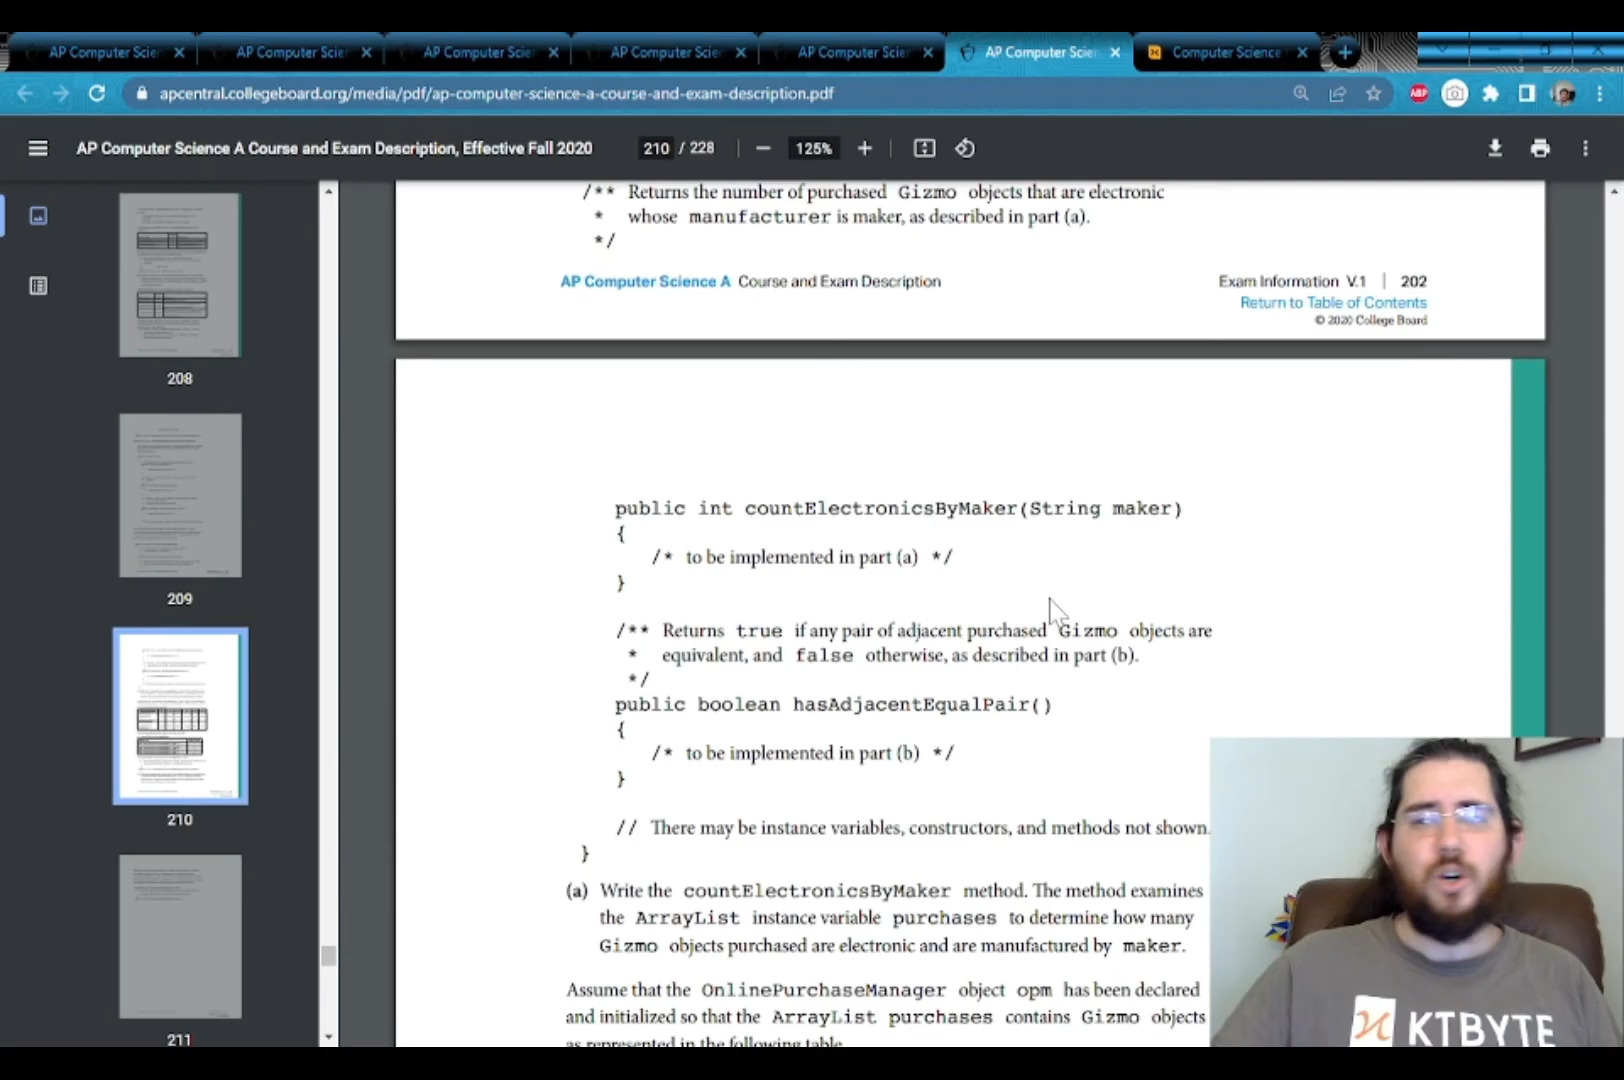 AP Computer Scie
AP Computer Scie
AP Computer Scie
AP Computer Scie
AP Computer Scie
AP Computer Scie
Computer Science
apcentral.collegeboard.org/media/pdf/ap-computer-science-a-course-and-exam-description.pdf
ABP
AP Computer Science A Course and Exam Description, Effective Fall 2020
210 / 228
125%
208
209
210
211
/** Returns the number of purchased Gizmo objects that are electronic
* whose manufacturer is maker, as described in part (a).
*/
AP Computer Science A Course and Exam Description
Exam Information V.1 | 202
Return to Table of Contents
© 2020 College Board
public int countElectronicsByMaker(String maker)
{
/* to be implemented in part (a) */
}
/** Returns true if any pair of adjacent purchased Gizmo objects are
* equivalent, and false otherwise, as described in part (b).
*/
public boolean hasAdjacentEqualPair()
{
/* to be implemented in part (b) */
}
// There may be instance variables, constructors, and methods not shown.
}
(a) Write the countElectronicsByMaker method. The method examines
the ArrayList instance variable purchases to determine how many
Gizmo objects purchased are electronic and are manufactured by maker.
Assume that the OnlinePurchaseManager object opm has been declared
and initialized so that the ArrayList purchases contains Gizmo objects
as represented in the following table.
KTBYTE